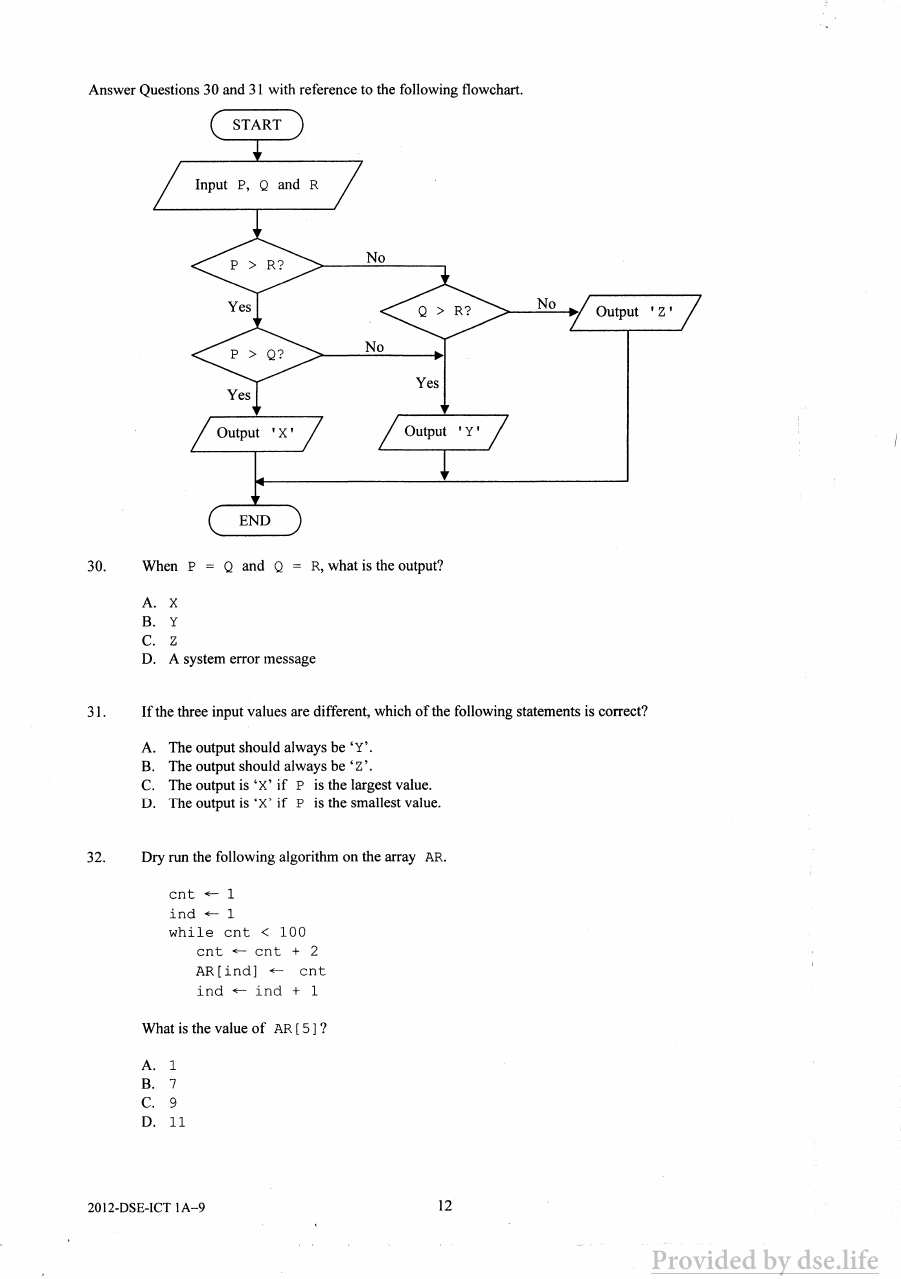 Answer Questions 30 and 31 with reference to the following flowchart.
START
Input P, Q and R
P > R?
No
Yes
Q > R?
No
Output 'Z'
P > Q?
No
Yes
Yes
Output 'X'
Output 'Y'
END
30. When P = Q and Q = R, what is the output?
A. X
B. Y
C. Z
D. A system error message
31. If the three input values are different, which of the following statements is correct?
A. The output should always be ‘Y’.
B. The output should always be ‘Z’.
C. The output is ‘X’ if P is the largest value.
D. The output is ‘X’ if P is the smallest value.
32. Dry run the following algorithm on the array AR.
cnt ← 1
ind ← 1
while cnt < 100
cnt ← cnt + 2
AR[ind] ← cnt
ind ← ind + 1
What is the value of AR[5]?
A. 1
B. 7
C. 9
D. 11
2012-DSE-ICT 1A–9
12
Provided by dse.life